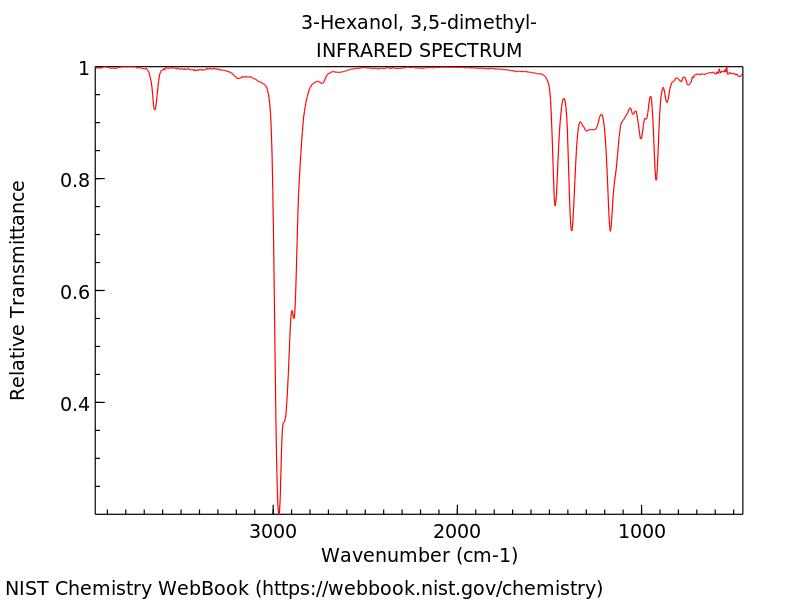 3-Hexanol, 3,5-dimethyl-
INFRARED SPECTRUM
1
0.8
0.6
0.4
Relative Transmittance
3000 2000 1000
Wavenumber (cm-1)
NIST Chemistry WebBook (https://webbook.nist.gov/chemistry)